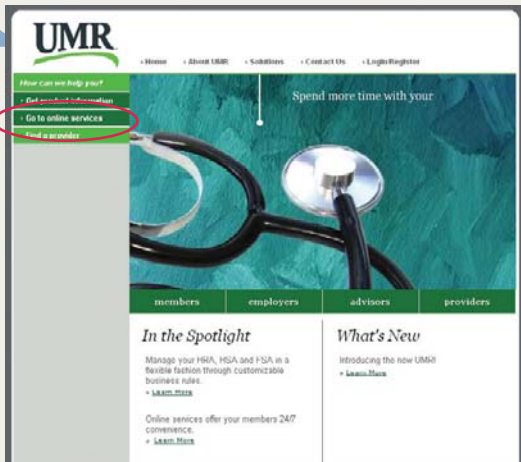 UMR
› Home › About UMR › Solutions › Contact Us › Login/Register
How can we help you?
› Get contact information
› Go to online services
› Find a provider
Spend more time with your
members employers advisors providers
In the Spotlight
Manage your HRA, HSA and FSA in a
flexible fashion through customizable
business rules.
» Learn More
Online services offer your members 24/7
convenience.
» Learn More
What's New
Introducing the new UMR!
» Learn More